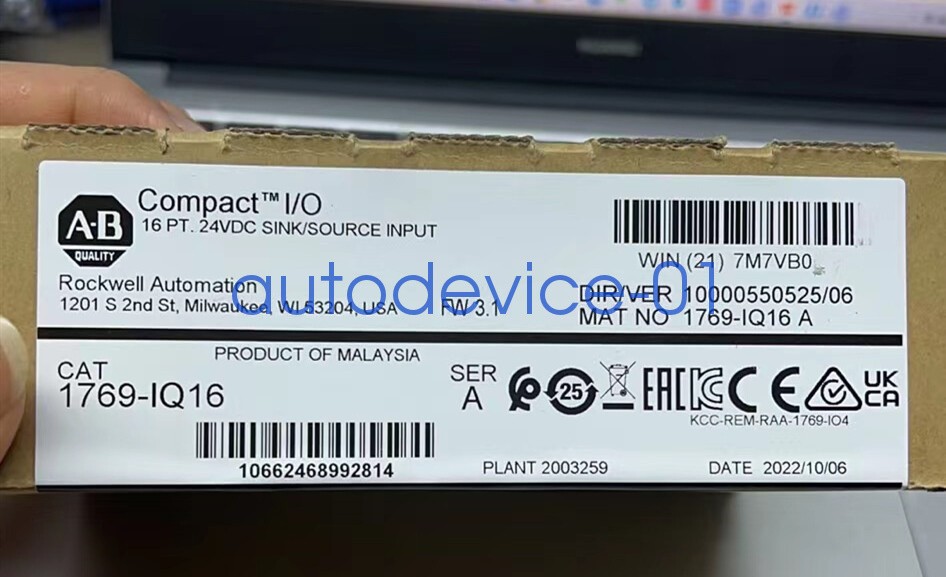 Compact™ I/O
16 PT. 24VDC SINK/SOURCE INPUT
A-B
QUALITY
WIN (21) 7M7VB0
Rockwell Automation
1201 S 2nd St, Milwaukee, WI 53204, USA
FW 3.1
DIR/VER 10000550525/06
MAT NO 1769-IQ16 A
autodevice-01
PRODUCT OF MALAYSIA
CAT
1769-IQ16
SER
A
25
EAC
KC
CE
UK
CA
KCC-REM-RAA-1769-IO4
10662468992814
PLANT 2003259
DATE 2022/10/06